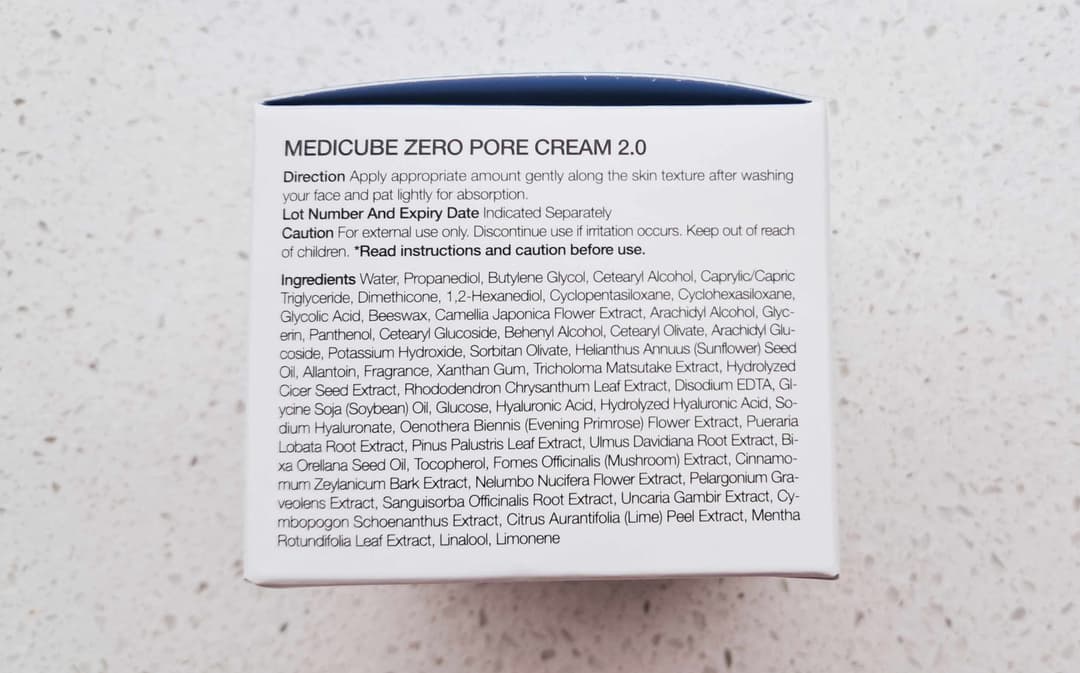 MEDICUBE ZERO PORE CREAM 2.0
Direction Apply appropriate amount gently along the skin texture after washing
your face and pat lightly for absorption.
Lot Number And Expiry Date Indicated Separately
Caution For external use only. Discontinue use if irritation occurs. Keep out of reach
of children. *Read instructions and caution before use.
Ingredients Water, Propanediol, Butylene Glycol, Cetearyl Alcohol, Caprylic/Capric
Triglyceride, Dimethicone, 1,2-Hexanediol, Cyclopentasiloxane, Cyclohexasiloxane,
Glycolic Acid, Beeswax, Camellia Japonica Flower Extract, Arachidyl Alcohol, Glyc-
erin, Panthenol, Cetearyl Glucoside, Behenyl Alcohol, Cetearyl Olivate, Arachidyl Glu-
coside, Potassium Hydroxide, Sorbitan Olivate, Helianthus Annuus (Sunflower) Seed
Oil, Allantoin, Fragrance, Xanthan Gum, Tricholoma Matsutake Extract, Hydrolyzed
Cicer Seed Extract, Rhododendron Chrysanthum Leaf Extract, Disodium EDTA, Gl-
ycine Soja (Soybean) Oil, Glucose, Hyaluronic Acid, Hydrolyzed Hyaluronic Acid, So-
dium Hyaluronate, Oenothera Biennis (Evening Primrose) Flower Extract, Pueraria
Lobata Root Extract, Pinus Palustris Leaf Extract, Ulmus Davidiana Root Extract, Bi-
xa Orellana Seed Oil, Tocopherol, Fomes Officinalis (Mushroom) Extract, Cinnamo-
mum Zeylanicum Bark Extract, Nelumbo Nucifera Flower Extract, Pelargonium Gra-
veolens Extract, Sanguisorba Officinalis Root Extract, Uncaria Gambir Extract, Cy-
mbopogon Schoenanthus Extract, Citrus Aurantifolia (Lime) Peel Extract, Mentha
Rotundifolia Leaf Extract, Linalool, Limonene